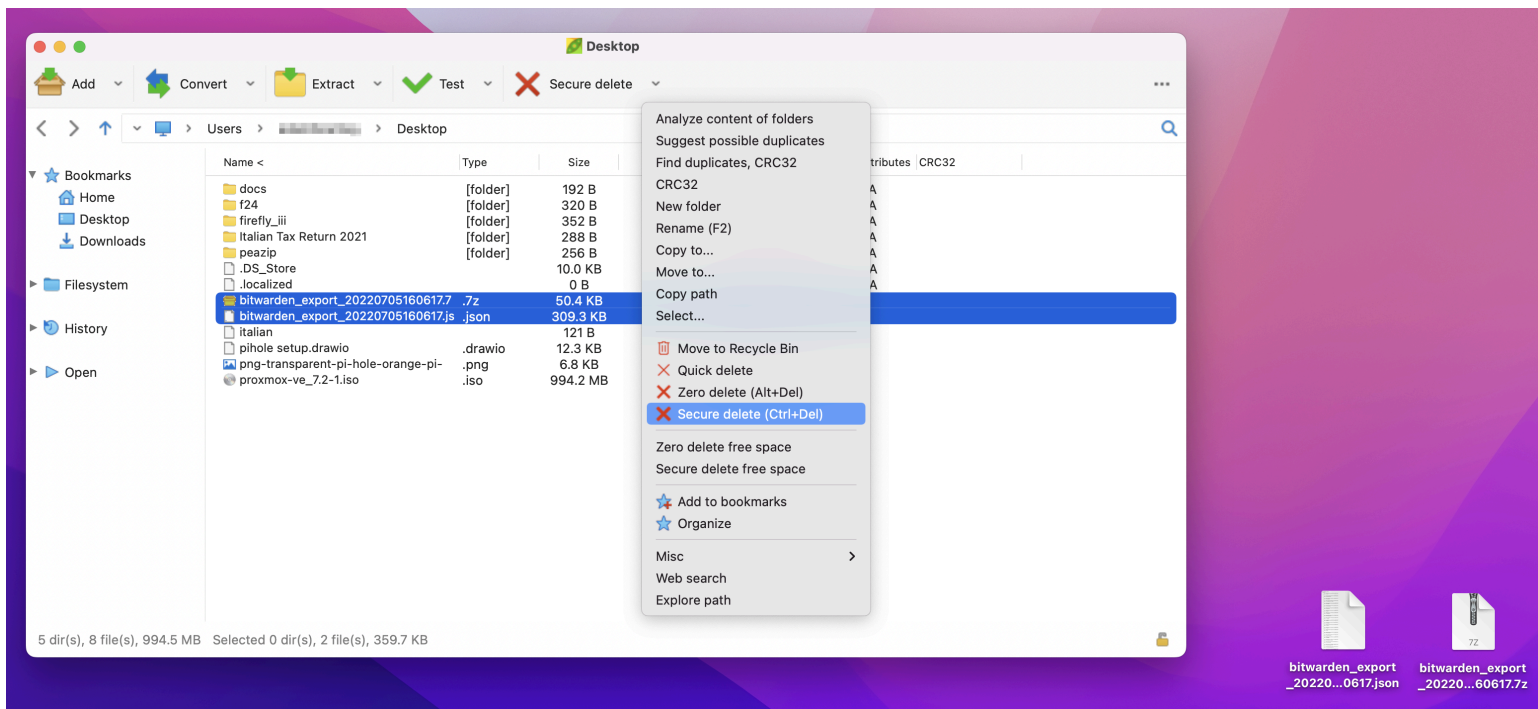 Desktop
Add Convert Extract Test Secure delete
Users Desktop
Bookmarks
Home
Desktop
Downloads
Filesystem
History
Open
Name < Type Size tributes CRC32
docs [folder] 192 B A
f24 [folder] 320 B A
firefly_iii [folder] 352 B A
Italian Tax Return 2021 [folder] 288 B A
peazip [folder] 256 B A
.DS_Store 10.0 KB A
.localized 0 B A
bitwarden_export_20220705160617.7 .7z 50.4 KB
bitwarden_export_20220705160617.js .json 309.3 KB
italian 121 B
pihole setup.drawio .drawio 12.3 KB
png-transparent-pi-hole-orange-pi- .png 6.8 KB
proxmox-ve_7.2-1.iso .iso 994.2 MB
Analyze content of folders
Suggest possible duplicates
Find duplicates, CRC32
CRC32
New folder
Rename (F2)
Copy to...
Move to...
Copy path
Select...
Move to Recycle Bin
Quick delete
Zero delete (Alt+Del)
Secure delete (Ctrl+Del)
Zero delete free space
Secure delete free space
Add to bookmarks
Organize
Misc
Web search
Explore path
5 dir(s), 8 file(s), 994.5 MB Selected 0 dir(s), 2 file(s), 359.7 KB
bitwarden_export
_20220...0617.json
7Z
bitwarden_export
_20220...60617.7z